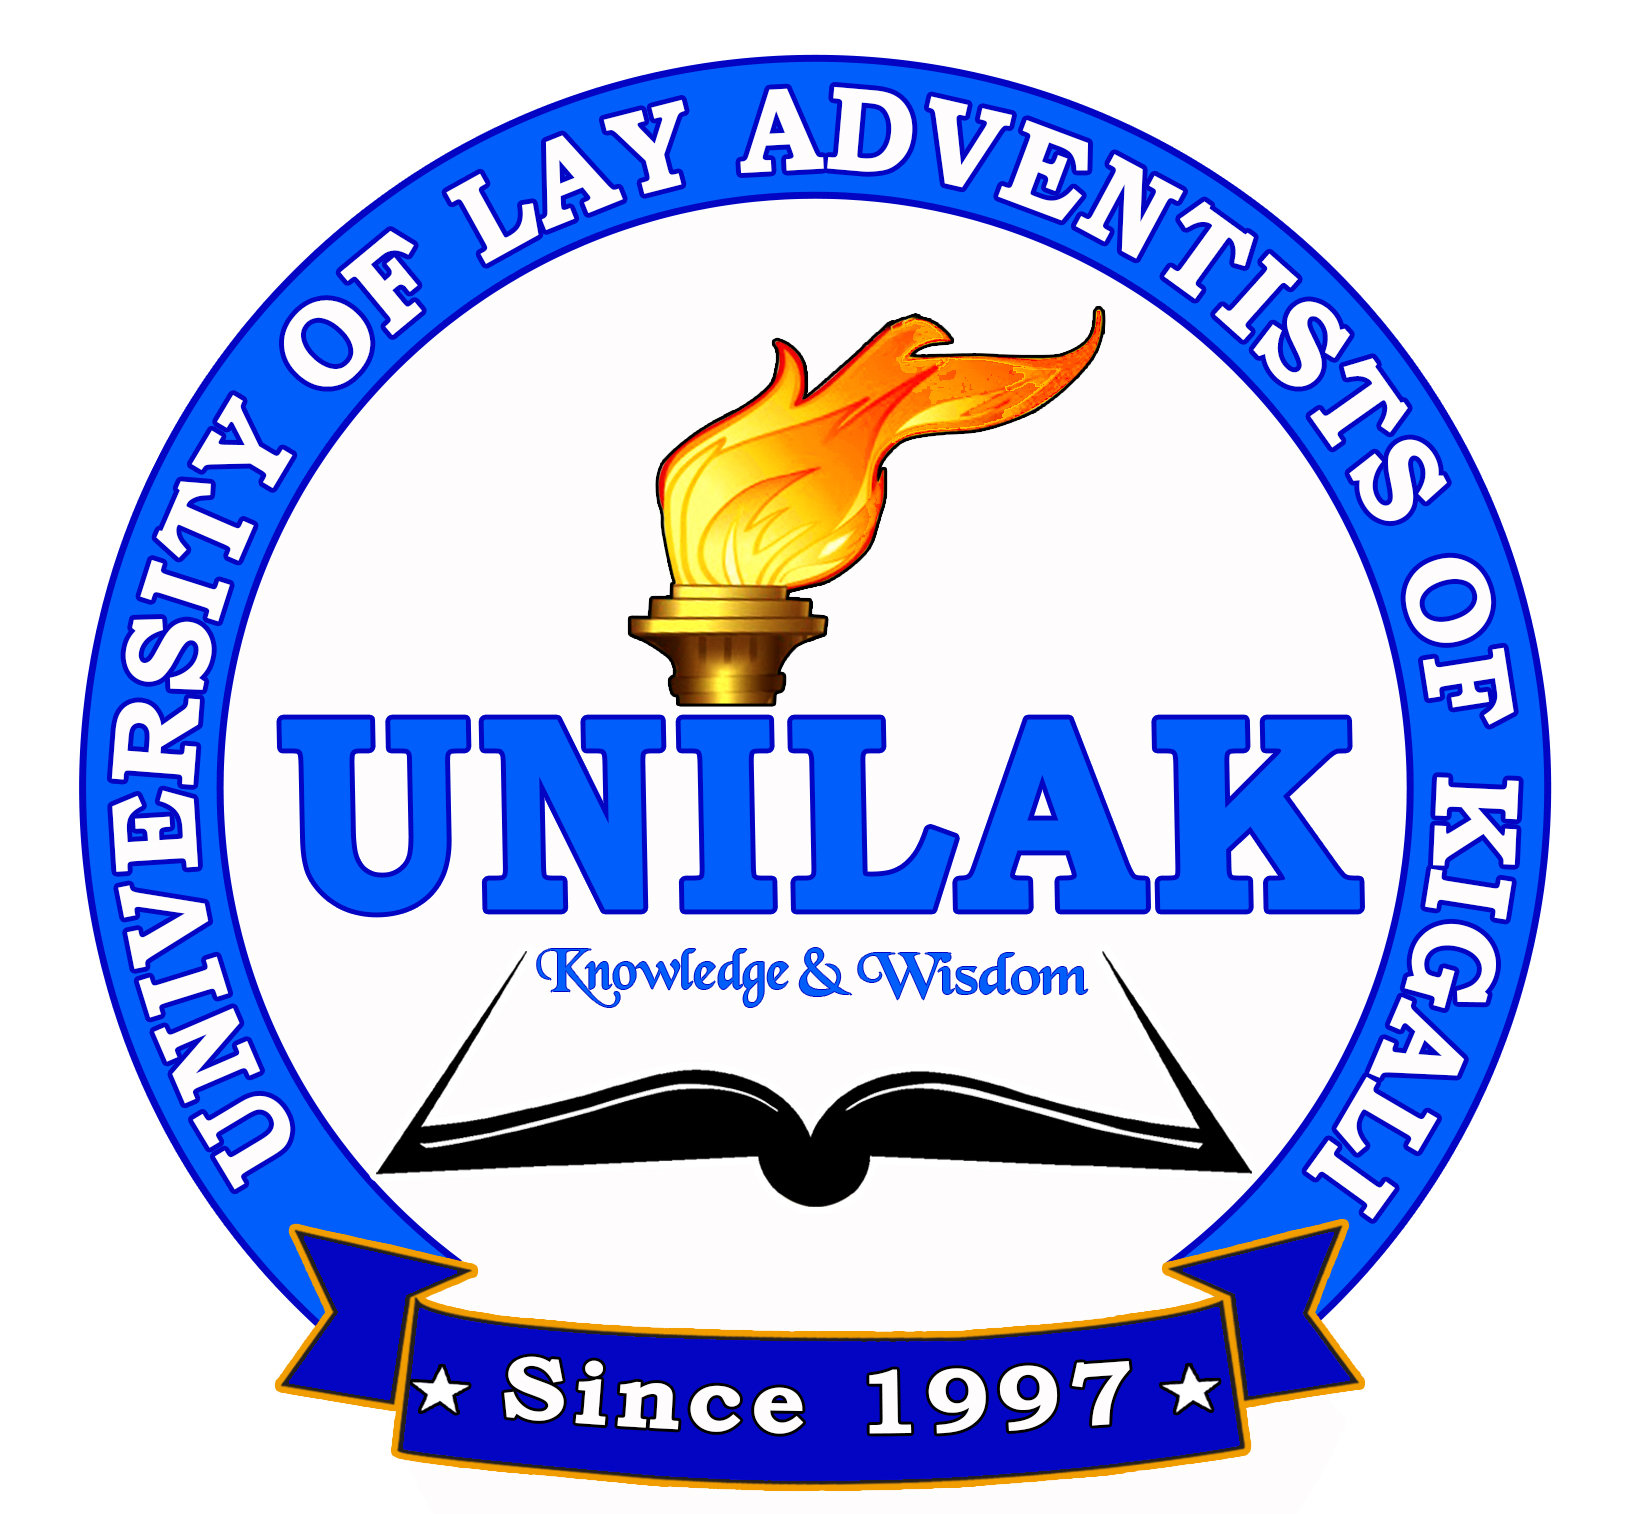 UNIVERSITY OF LAY ADVENTISTS OF KIGALI
UNILAK
Knowledge & Wisdom
Since 1997